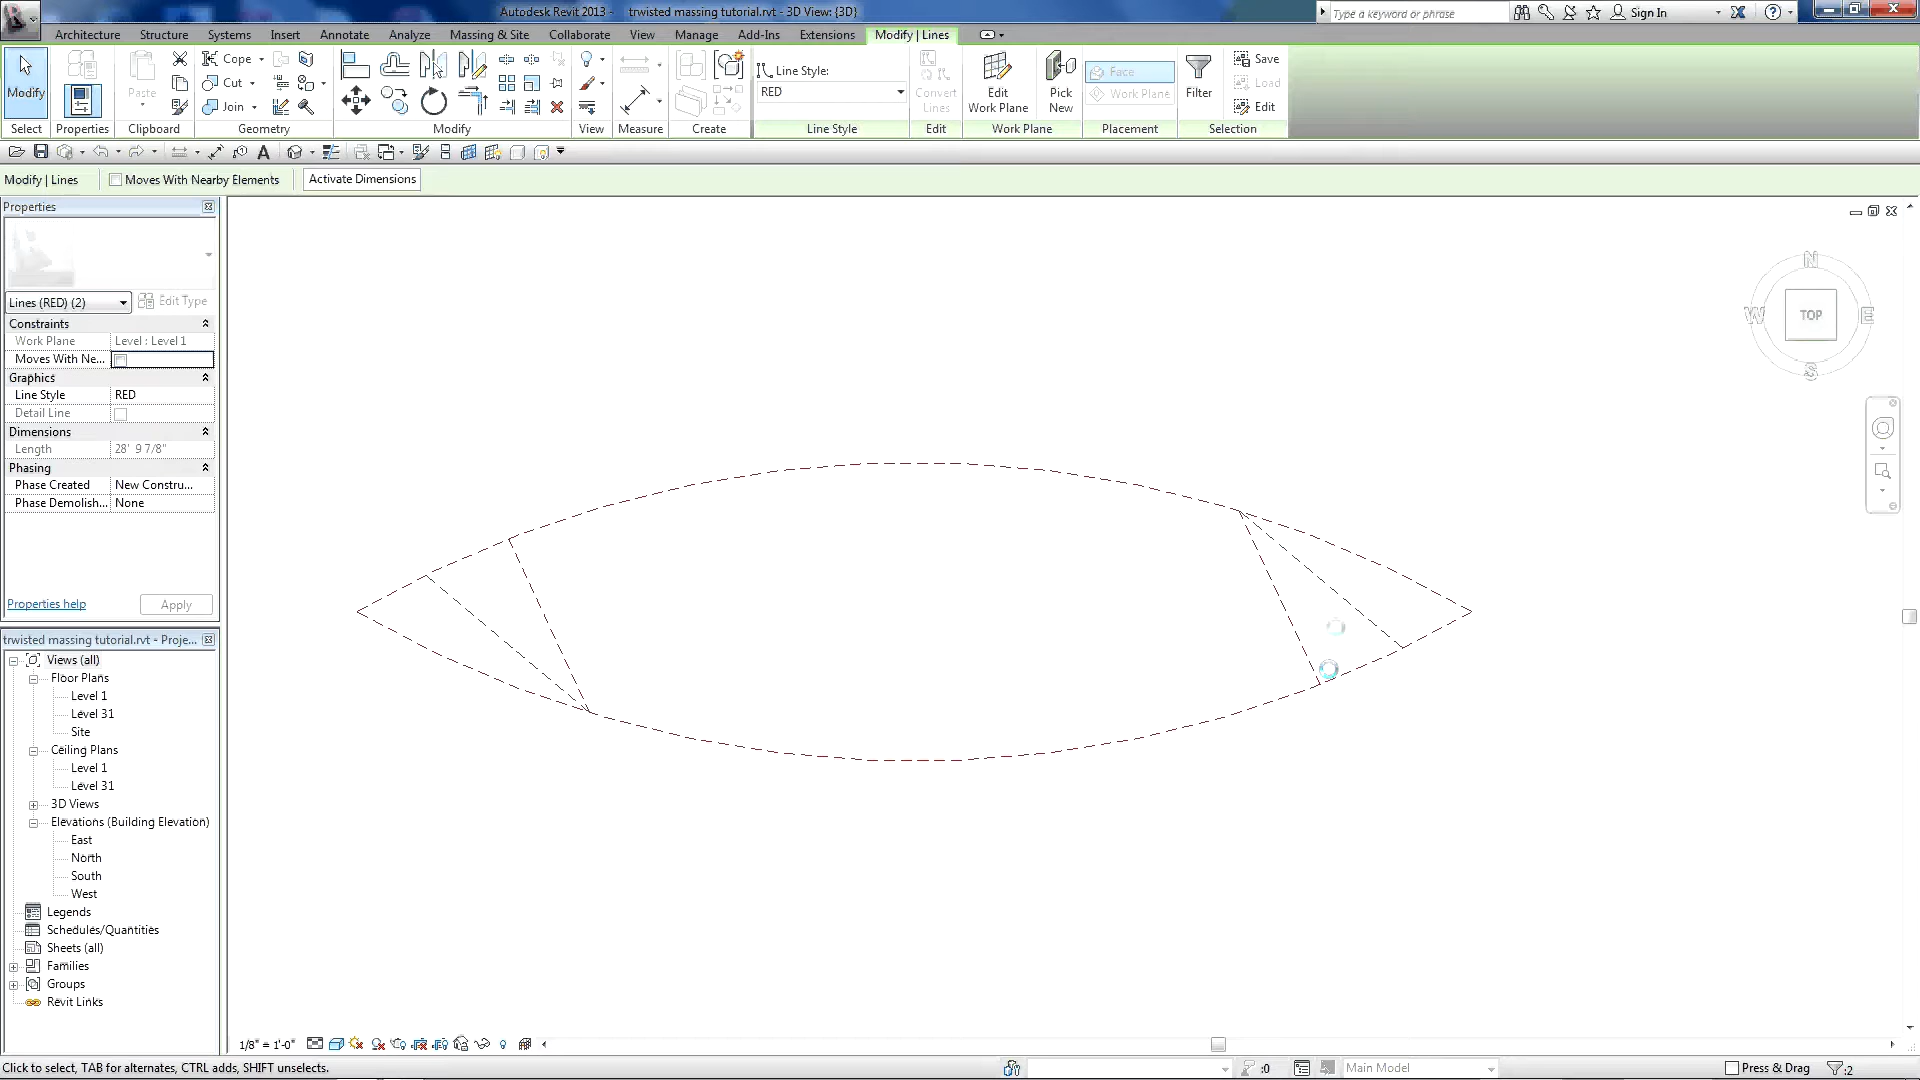 Autodesk Revit 2013 -    trwisted massing tutorial.rvt - 3D View: {3D}
Type a keyword or phrase
Sign In
Architecture Structure Systems Insert Annotate Analyze Massing & Site Collaborate View Manage Add-Ins Extensions Modify | Lines
Modify
Paste
Cope
Cut
Join
Line Style:
RED
Convert Lines
Edit Work Plane
Pick New
Face
Work Plane
Filter
Save
Load
Edit
Select Properties Clipboard Geometry Modify View Measure Create Line Style Edit Work Plane Placement Selection
Modify | Lines
Moves With Nearby Elements
Activate Dimensions
Properties
Lines (RED) (2)
Edit Type
Constraints
Work Plane Level : Level 1
Moves With Ne...
Graphics
Line Style RED
Detail Line
Dimensions
Length 28' 9 7/8"
Phasing
Phase Created New Constru...
Phase Demolish... None
Properties help
Apply
trwisted massing tutorial.rvt - Proje...
Views (all)
Floor Plans
Level 1
Level 31
Site
Ceiling Plans
Level 1
Level 31
3D Views
Elevations (Building Elevation)
East
North
South
West
Legends
Schedules/Quantities
Sheets (all)
Families
Groups
Revit Links
N
W
TOP
E
S
1/8" = 1'-0"
Click to select, TAB for alternates, CTRL adds, SHIFT unselects.
:0
Main Model
Press & Drag
:2